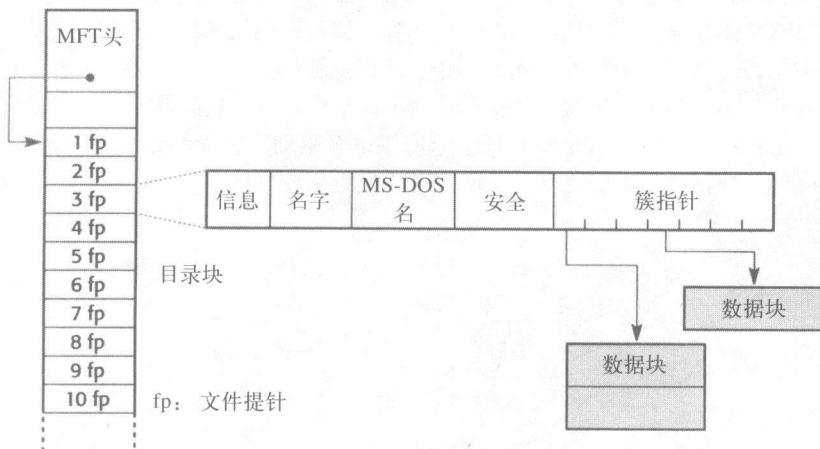 MFT头
1 fp
2 fp
3 fp
4 fp
5 fp
6 fp
7 fp
8 fp
9 fp
10 fp
信息
名字
MS-DOS
名
安全
簇指针
目录块
数据块
数据块
fp： 文件提针